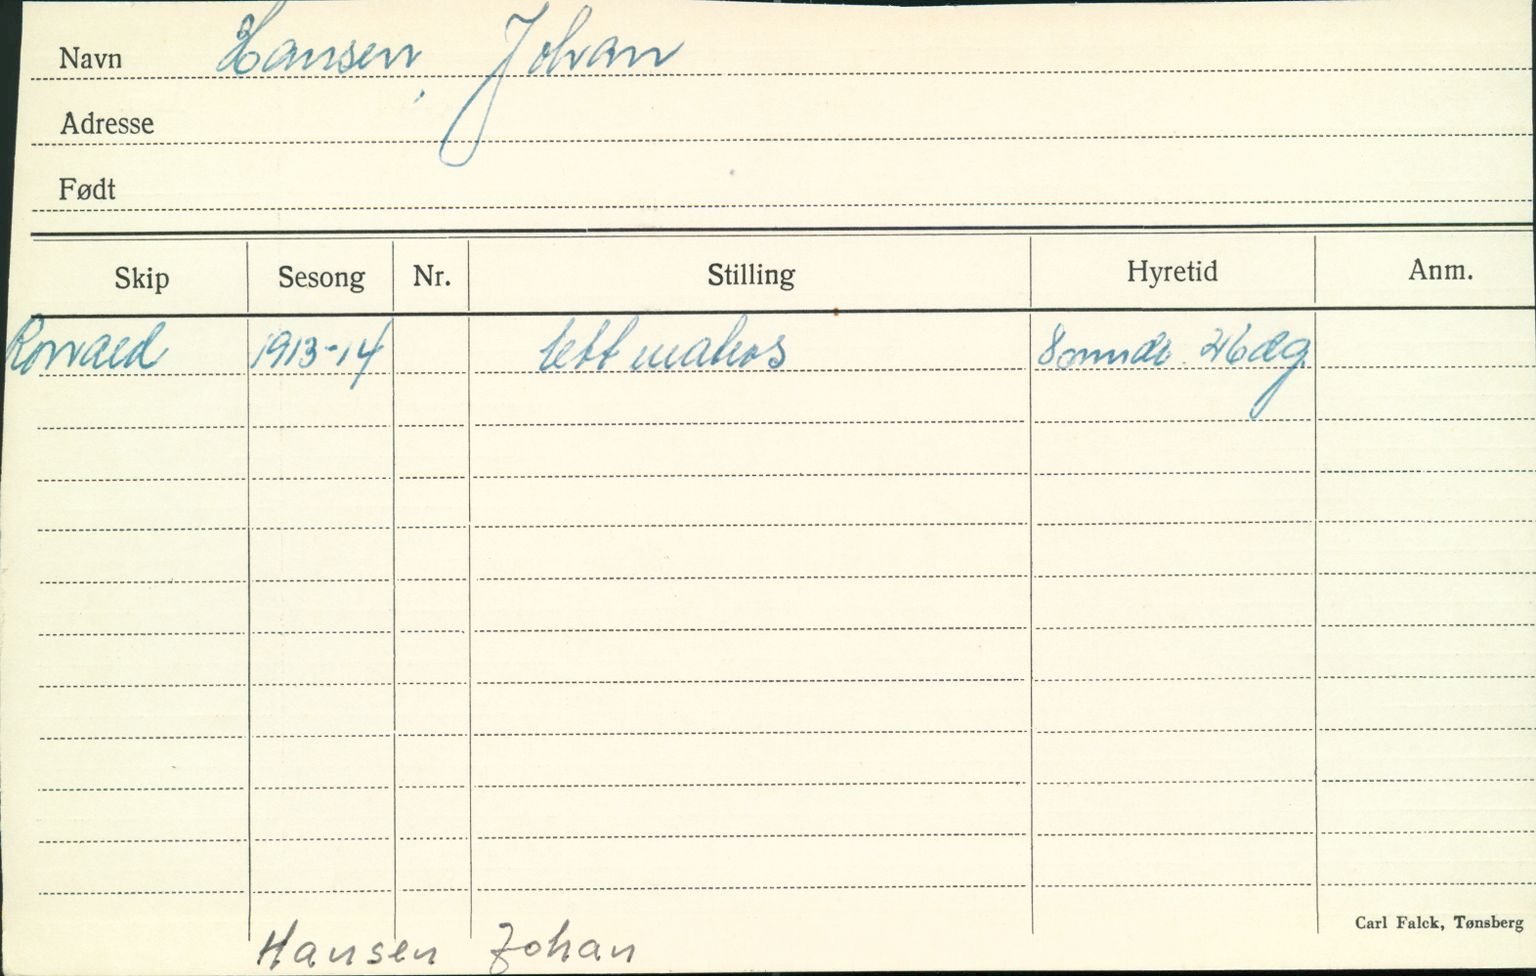 Navn Hansen, Johan
Adresse
Født
Skip Sesong Nr. Stilling Hyretid Anm.
Ronald 1913-14 lett matros 8 mndr. 26 dg.
Carl Falck, Tønsberg
Hansen Johan